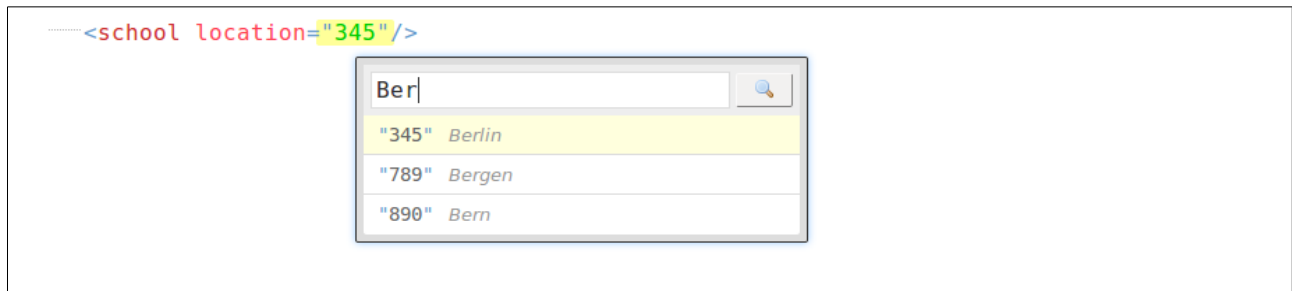 <school location="345"/>
Ber
"345" Berlin
"789" Bergen
"890" Bern